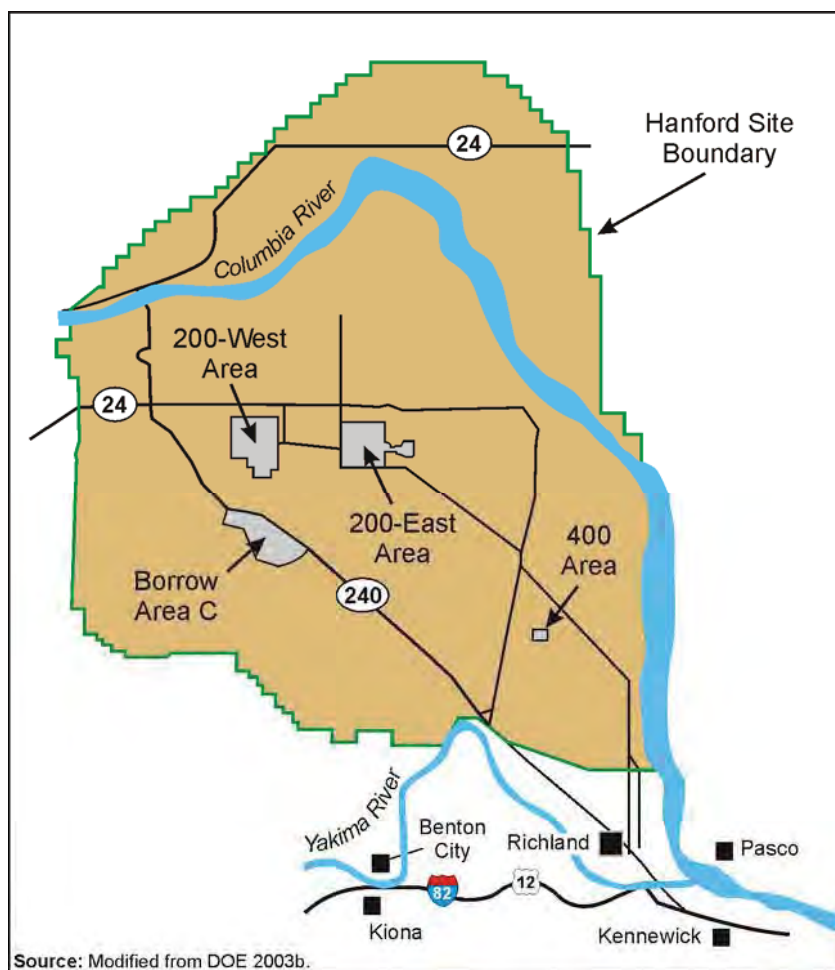 24
Hanford Site
Boundary
Columbia River
200-West
Area
24
200-East
Area
400
Area
Borrow
Area C
240
Yakima River
Benton
City
Richland
Pasco
82
12
Kiona
Kennewick
Source: Modified from DOE 2003b.